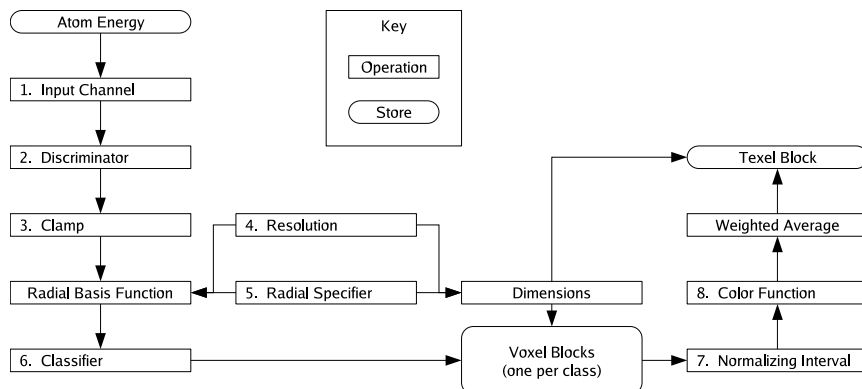 Atom Energy
Key
Operation
Store
1. Input Channel
2. Discriminator
Texel Block
3. Clamp
4. Resolution
Weighted Average
Radial Basis Function
5. Radial Specifier
Dimensions
8. Color Function
6. Classifier
Voxel Blocks
(one per class)
7. Normalizing Interval